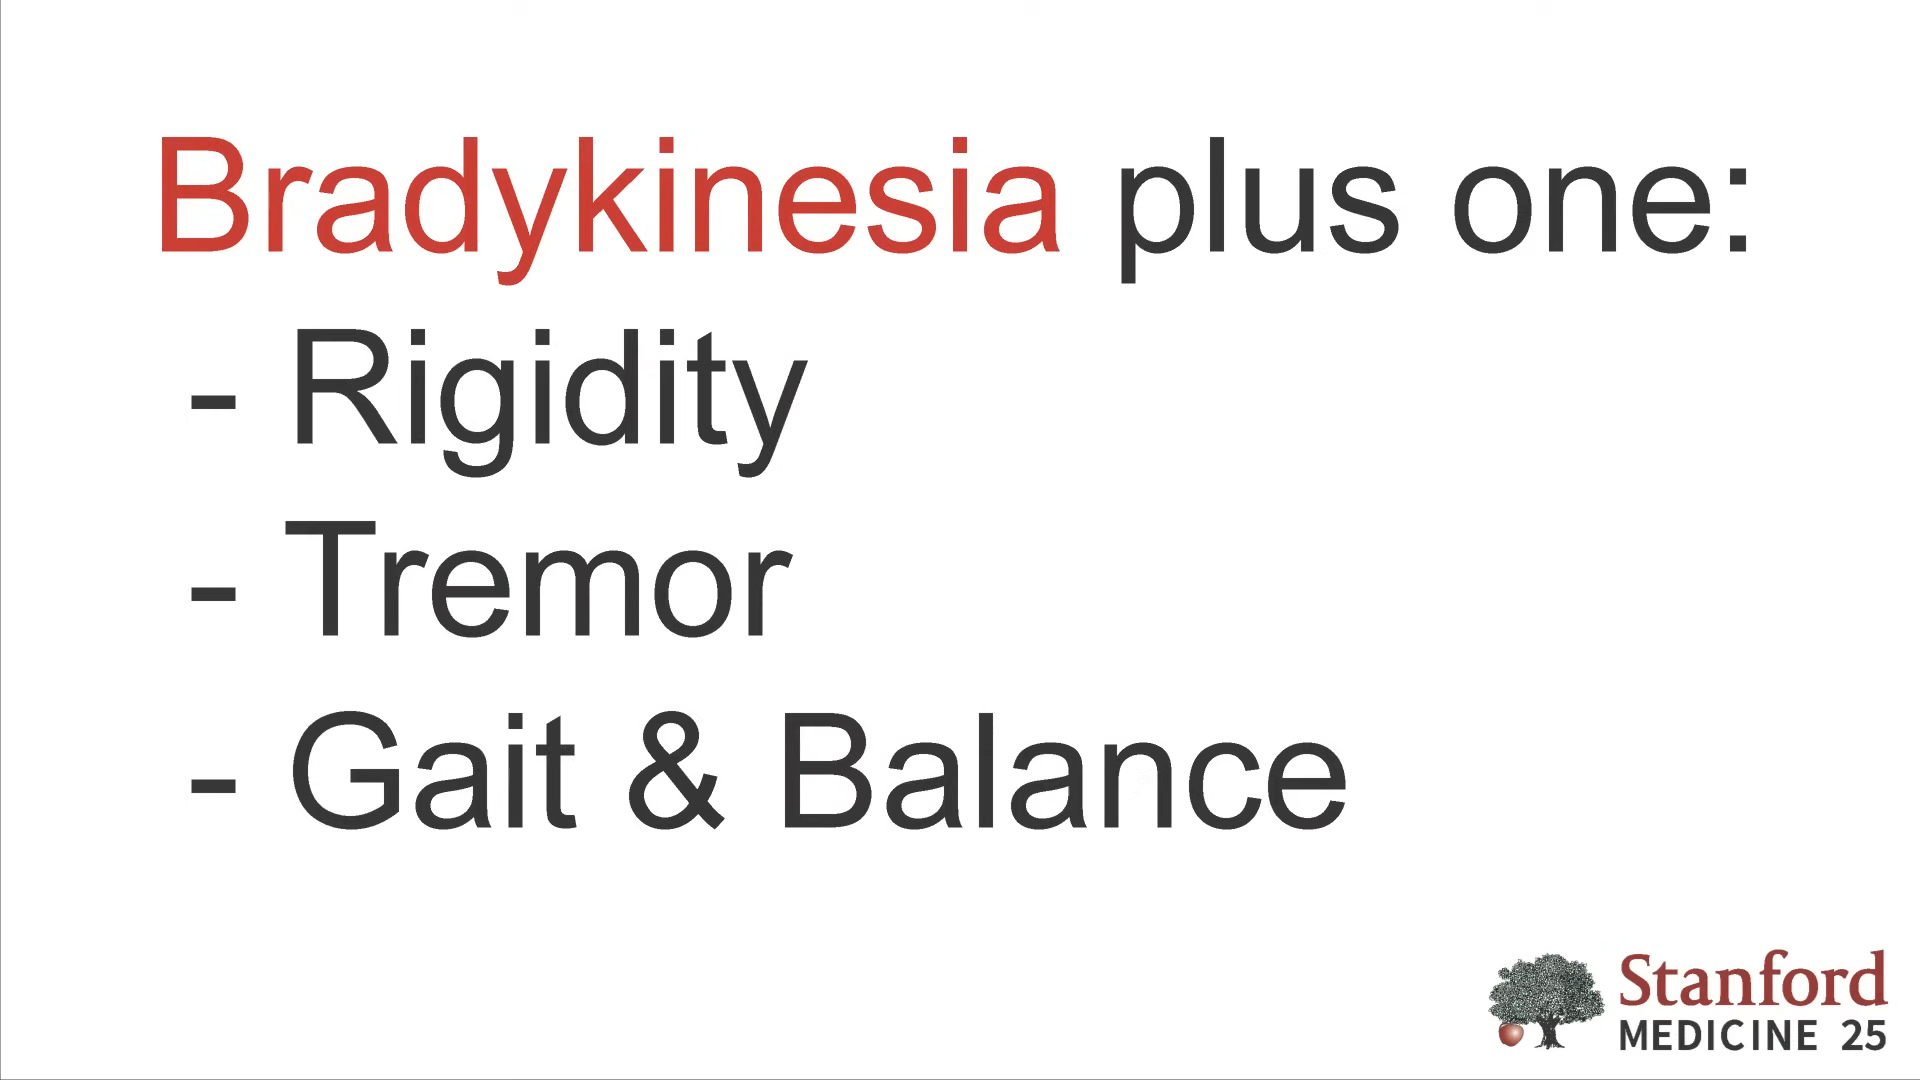 Bradykinesia plus one:
- Rigidity
- Tremor
- Gait & Balance
Stanford
MEDICINE 25